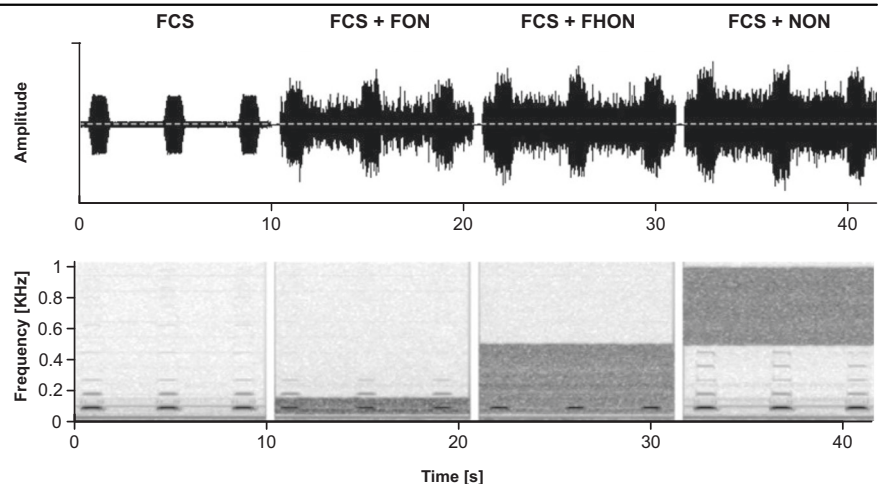 FCS FCS + FON FCS + FHON FCS + NON
Amplitude
0 10 20 30 40
Frequency [KHz]
1
0.8
0.6
0.4
0.2
0
0 10 20 30 40
Time [s]